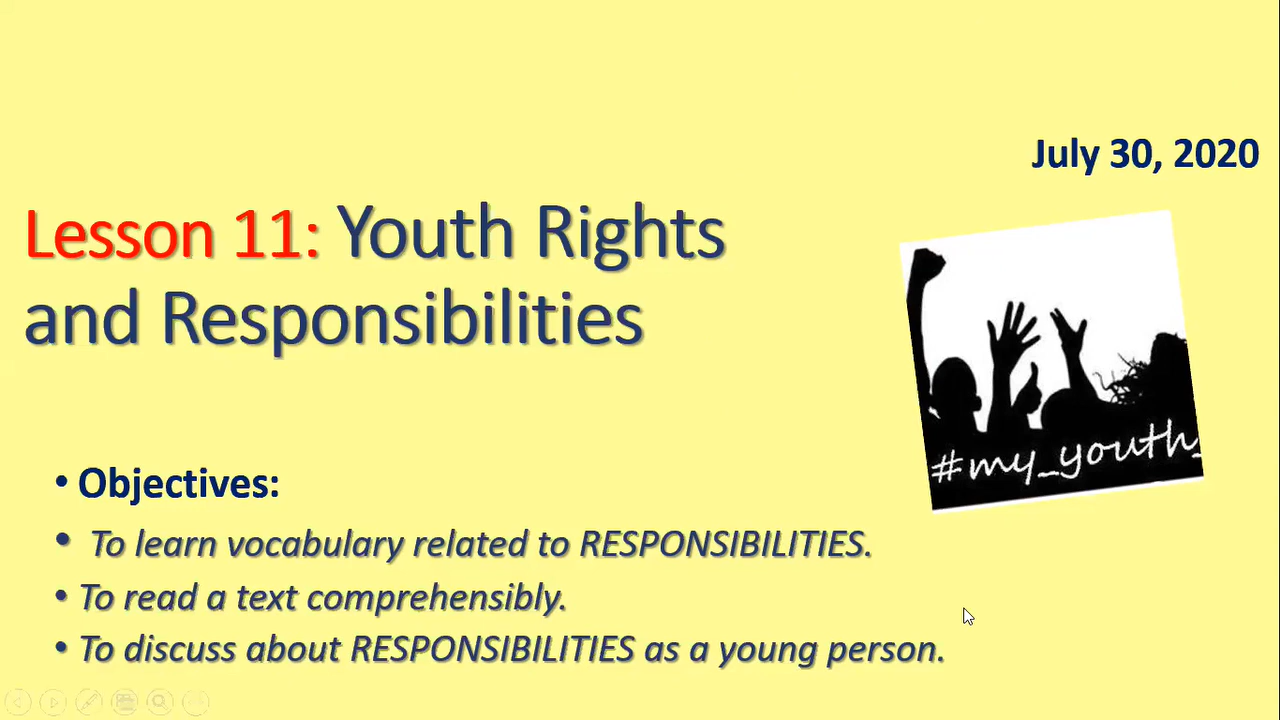 July 30, 2020
Lesson 11: Youth Rights
and Responsibilities
#my_youth_
• Objectives:
• To learn vocabulary related to RESPONSIBILITIES.
• To read a text comprehensibly.
• To discuss about RESPONSIBILITIES as a young person.